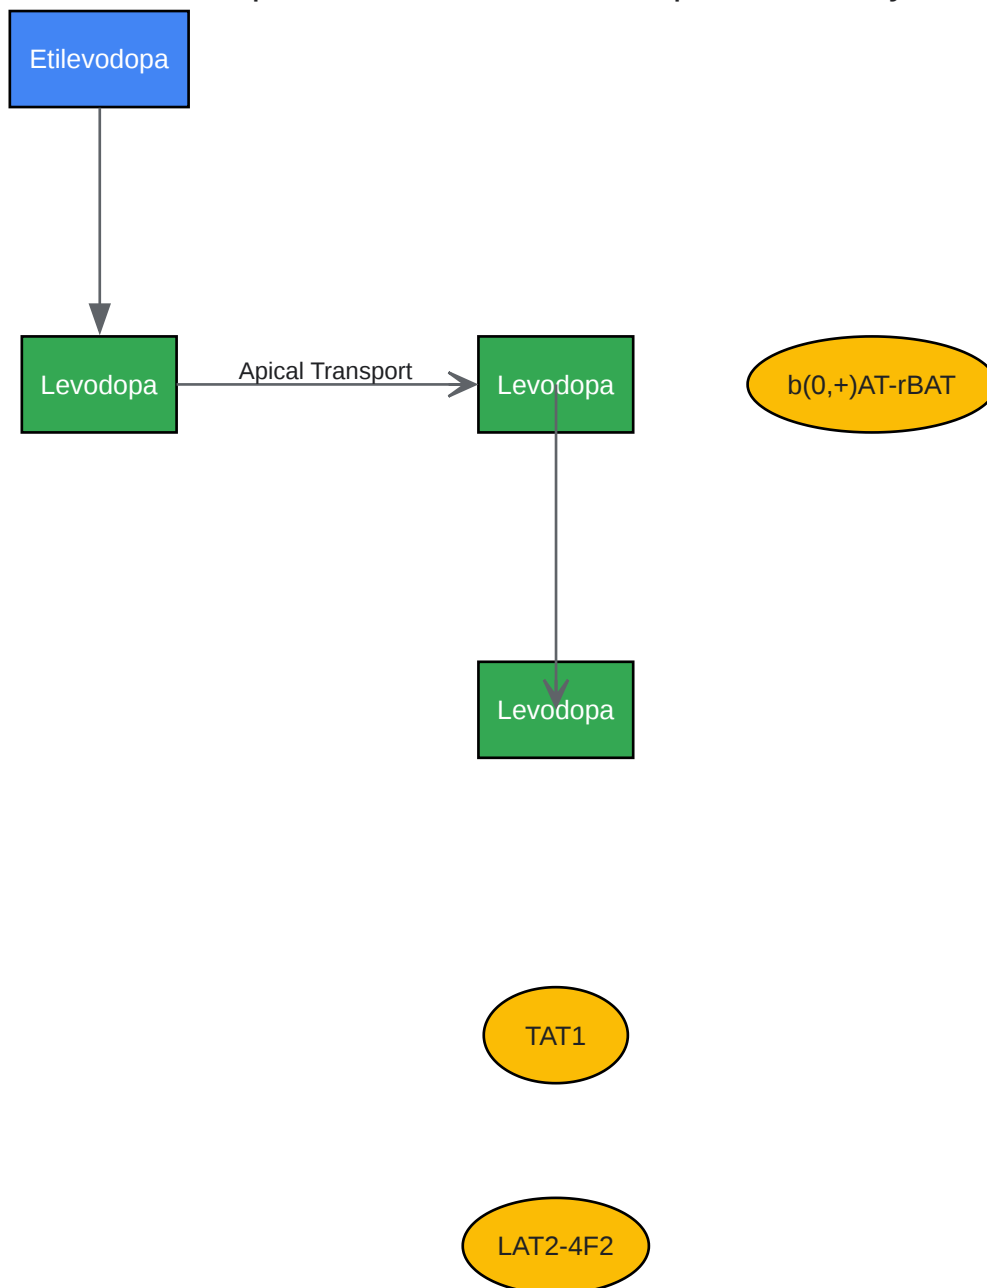 Etilevodopa
Levodopa
Apical Transport
Levodopa
b(0,+)AT-rBAT
Levodopa
TAT1
LAT2-4F2